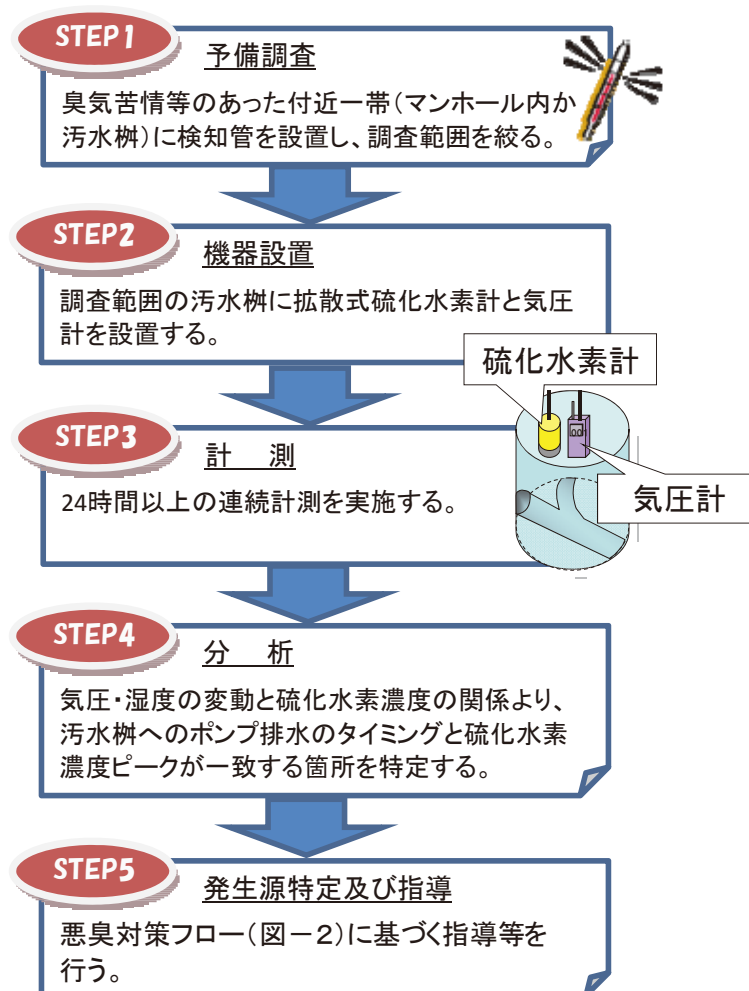 STEP1
予備調査
臭気苦情等のあった付近一帯(マンホール内か
汚水桝)に検知管を設置し、調査範囲を絞る。
STEP2
機器設置
調査範囲の汚水桝に拡散式硫化水素計と気圧
計を設置する。
硫化水素計
気圧計
STEP3
計 測
24時間以上の連続計測を実施する。
STEP4
分 析
気圧・湿度の変動と硫化水素濃度の関係より、
汚水桝へのポンプ排水のタイミングと硫化水素
濃度ピークが一致する箇所を特定する。
STEP5
発生源特定及び指導
悪臭対策フロー(図-2)に基づく指導等を
行う。